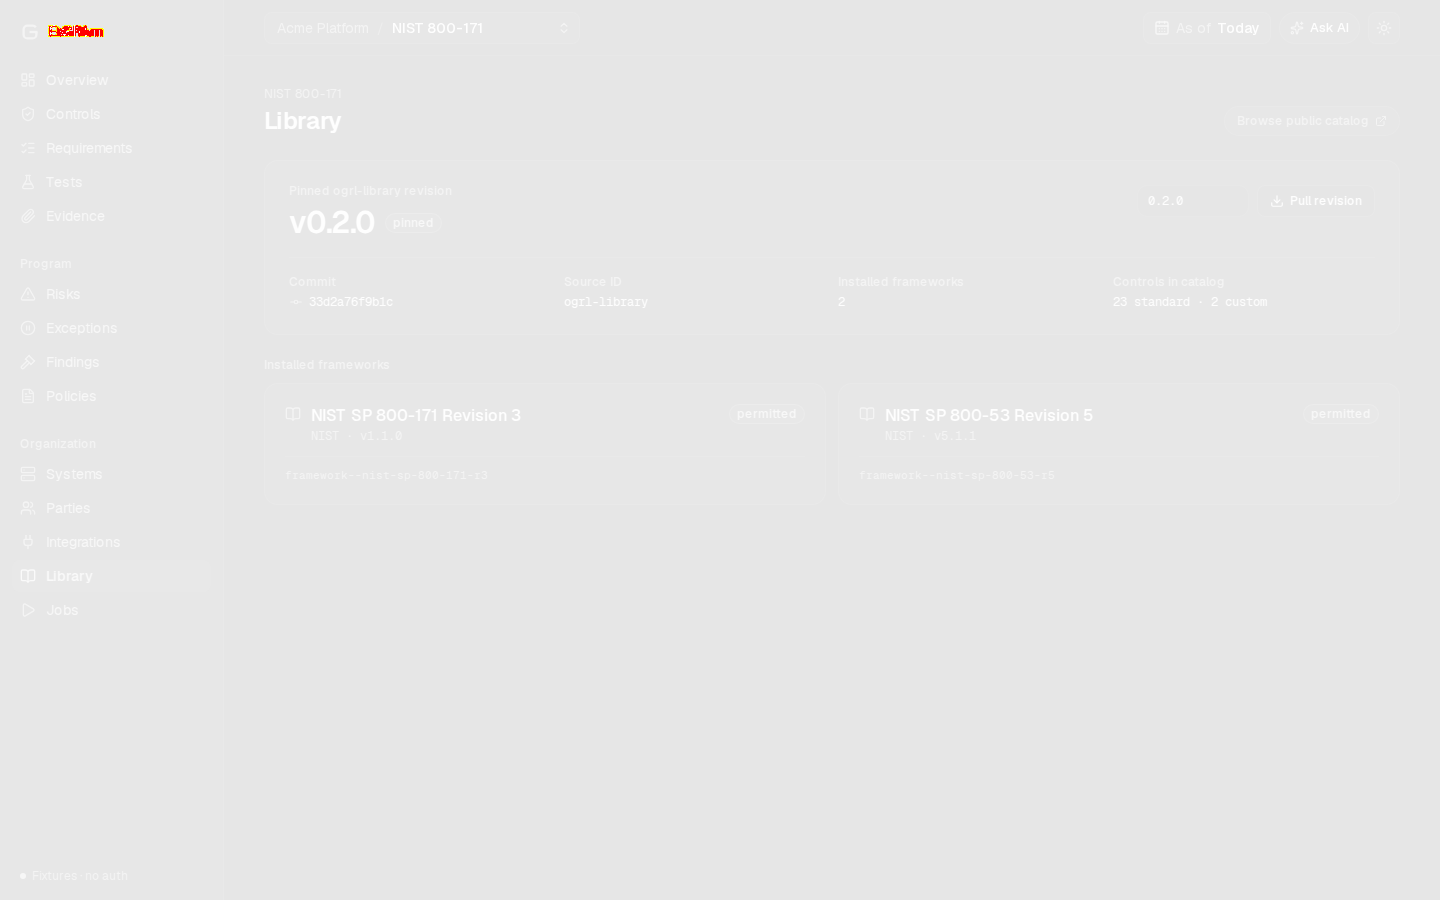 Acme Platform / NIST 800-171
As of Today
Ask AI
Overview
Controls
Requirements
Tests
Evidence
Program
Risks
Exceptions
Findings
Policies
Organization
Systems
Parties
Integrations
Library
Jobs
Fixtures · no auth
NIST 800-171
Library
Browse public catalog
Pinned ogrl-library revision
v0.2.0 pinned
0.2.0
Pull revision
Commit
33d2a76f9b1c
Source ID
ogrl-library
Installed frameworks
2
Controls in catalog
23 standard · 2 custom
Installed frameworks
NIST SP 800-171 Revision 3
permitted
NIST · v1.1.0
framework--nist-sp-800-171-r3
NIST SP 800-53 Revision 5
permitted
NIST · v5.1.1
framework--nist-sp-800-53-r5